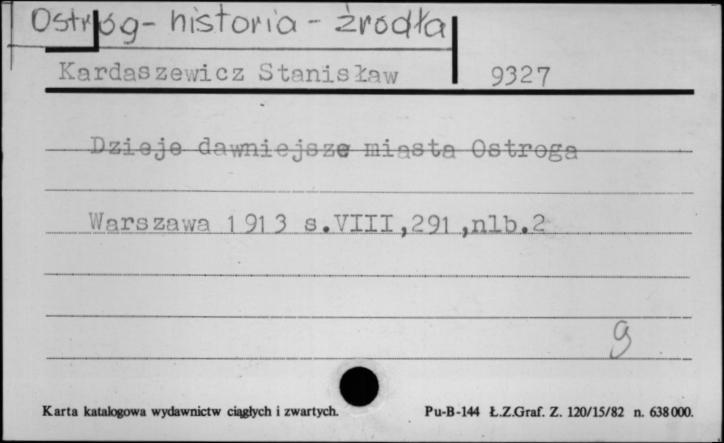 Ostróg - historia - źródła
Kardaszewicz Stanisław 9327
Dzieje dawniejsze miasta Ostroga
Warszawa 1913 s.VIII,291,nlb.2
g
Karta katalogowa wydawnictw ciągłych i zwartych. Pu-B-144 Ł.Z.Graf. Z. 120/15/82 n. 638000.